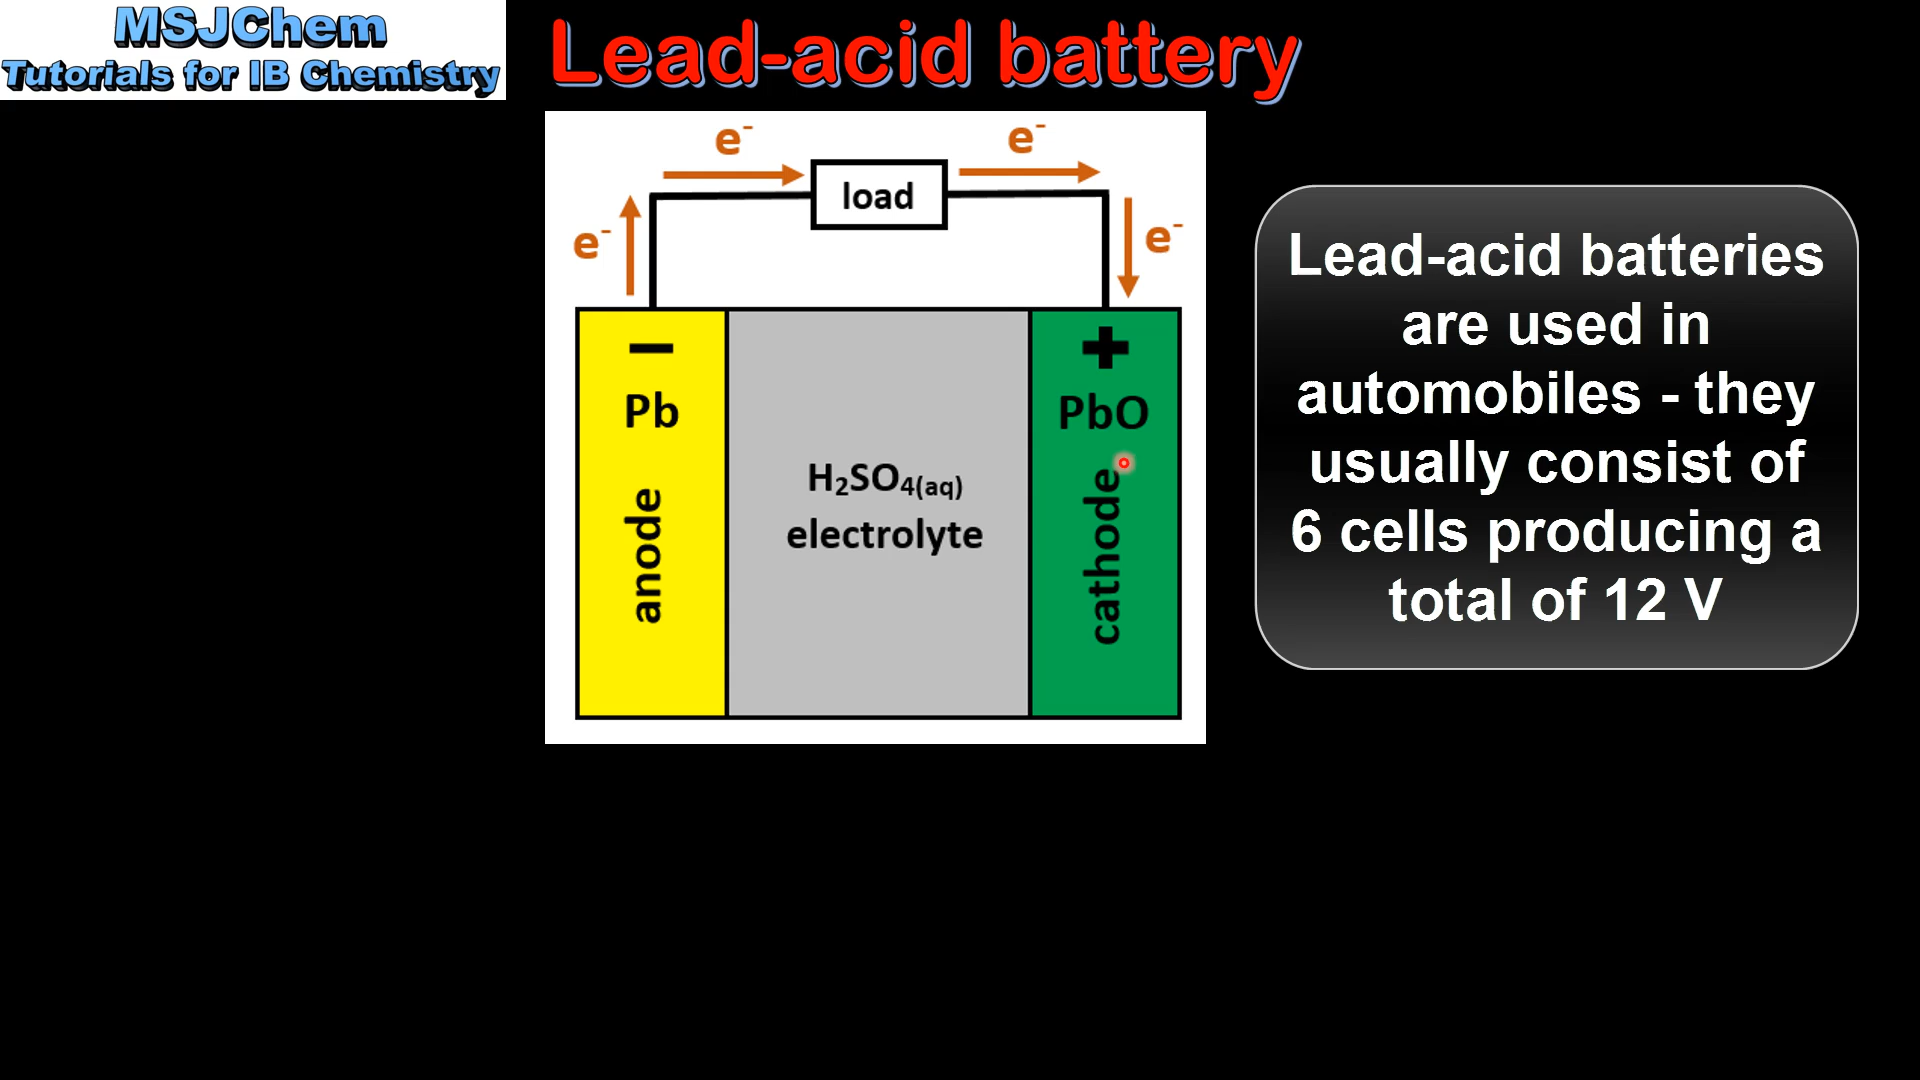 MSJChem
Tutorials for IB Chemistry
Lead-acid battery
e⁻
e⁻
load
e⁻
e⁻
−
+
Pb
PbO
anode
H₂SO₄(aq)
electrolyte
cathode
Lead-acid batteries
are used in
automobiles - they
usually consist of
6 cells producing a
total of 12 V